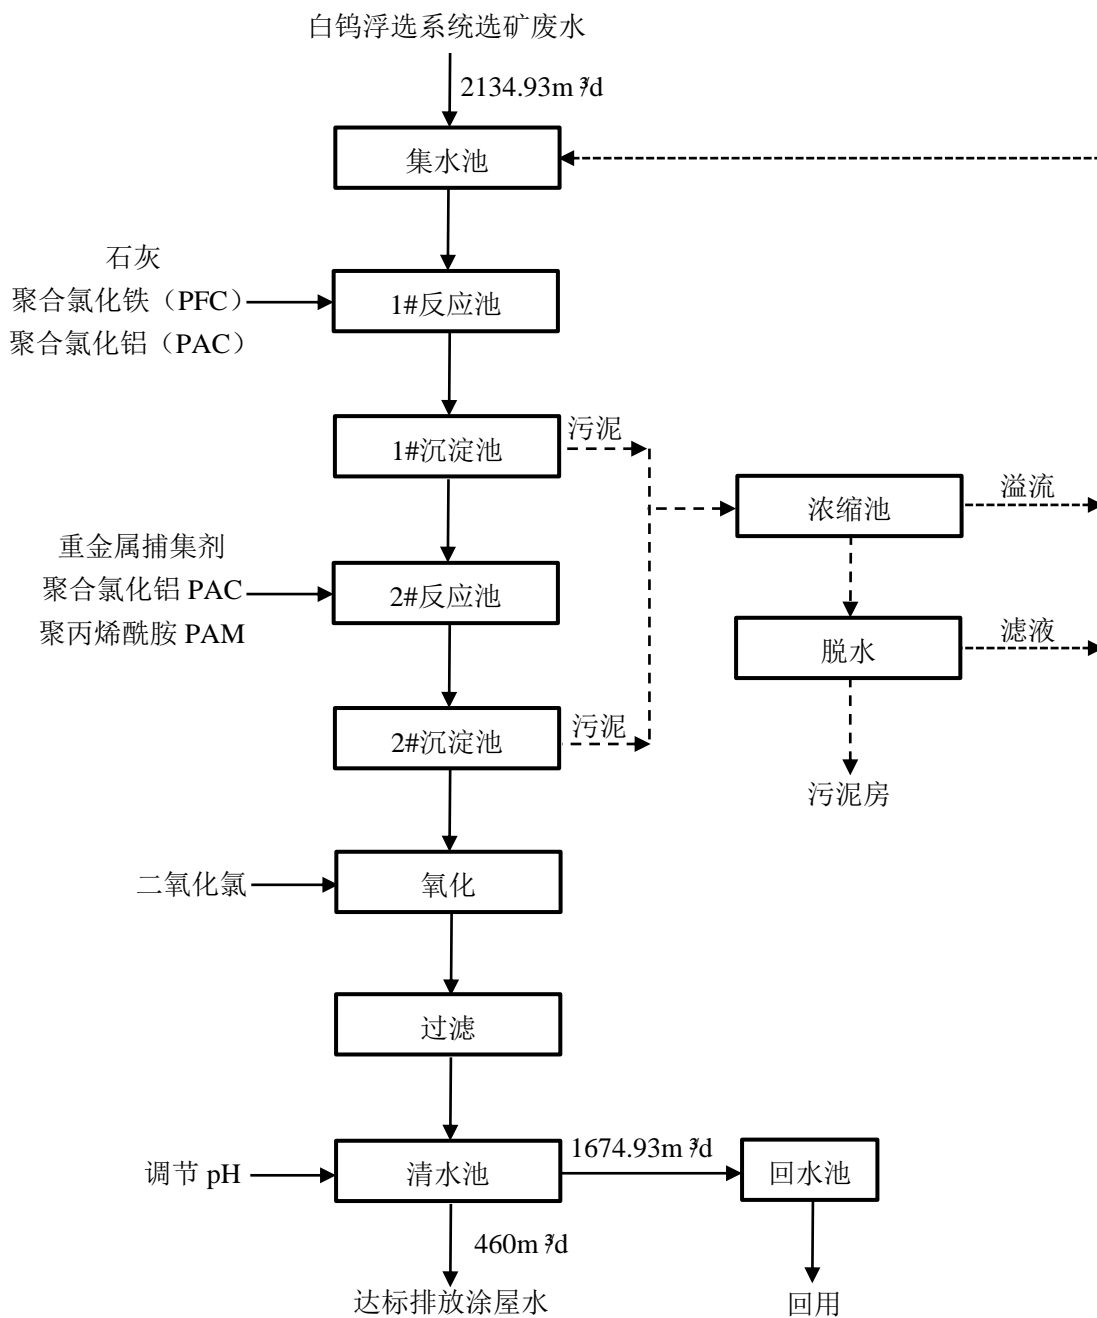 白钨浮选系统选矿废水
2134.93m³/d
集水池
石灰
聚合氯化铁（PFC）
聚合氯化铝（PAC）
1#反应池
1#沉淀池
污泥
浓缩池
溢流
重金属捕集剂
聚合氯化铝 PAC
聚丙烯酰胺 PAM
2#反应池
脱水
滤液
2#沉淀池
污泥
污泥房
二氧化氯
氧化
过滤
调节 pH
清水池
1674.93m³/d
回水池
460m³/d
达标排放涂屋水
回用